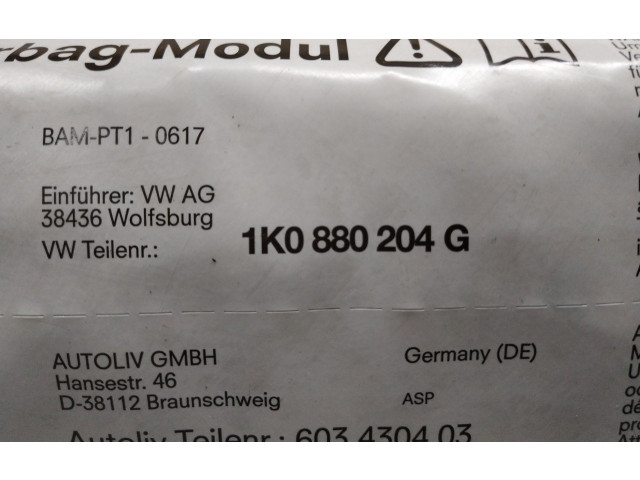 rbag-Modul
BAM-PT1 - 0617
Einführer: VW AG
38436 Wolfsburg
VW Teilenr.: 1K0 880 204 G
AUTOLIV GMBH Germany (DE)
Hansestr. 46
D-38112 Braunschweig ASP
Autoliv Teilenr.: 603 4304 03